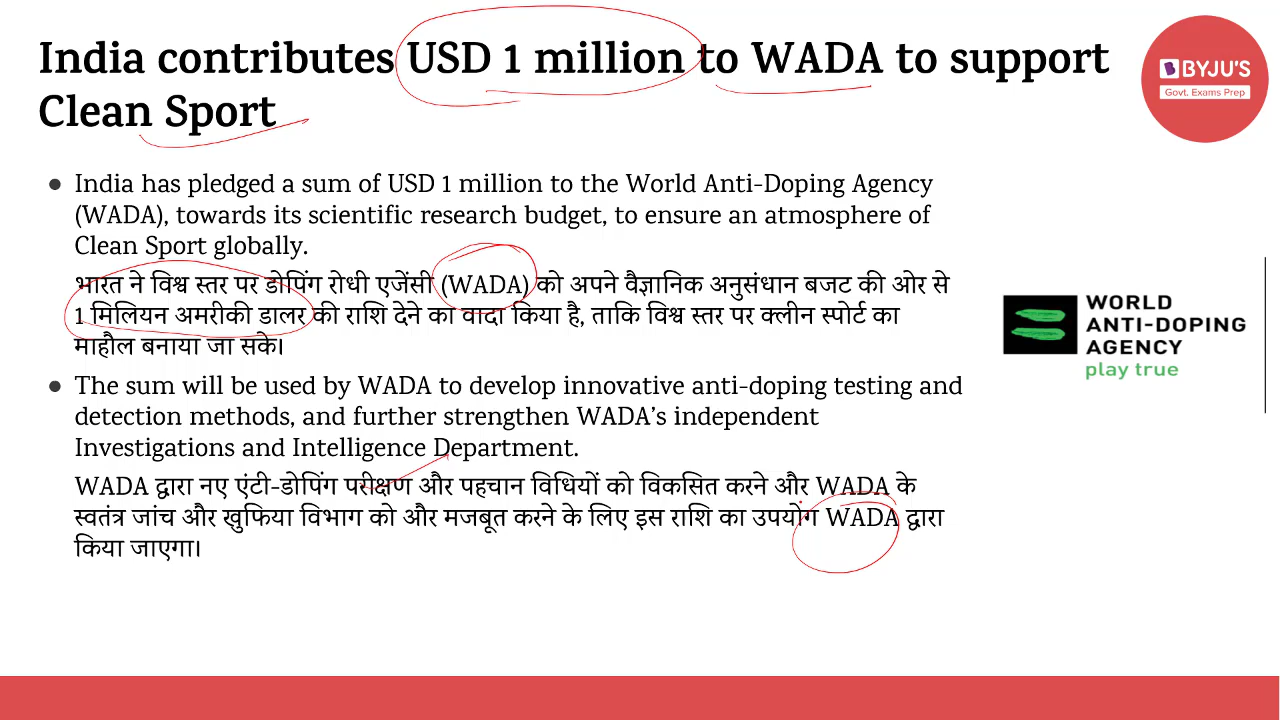 India contributes USD 1 million to WADA to support
Clean Sport
BYJU'S
Govt. Exams Prep
● India has pledged a sum of USD 1 million to the World Anti-Doping Agency
(WADA), towards its scientific research budget, to ensure an atmosphere of
Clean Sport globally.
भारत ने विश्व स्तर पर डोपिंग रोधी एजेंसी (WADA) को अपने वैज्ञानिक अनुसंधान बजट की ओर से
1 मिलियन अमरीकी डालर की राशि देने का वादा किया है, ताकि विश्व स्तर पर क्लीन स्पोर्ट का
माहौल बनाया जा सके।
● The sum will be used by WADA to develop innovative anti-doping testing and
detection methods, and further strengthen WADA’s independent
Investigations and Intelligence Department.
WADA द्वारा नए एंटी-डोपिंग परीक्षण और पहचान विधियों को विकसित करने और WADA के
स्वतंत्र जांच और खुफिया विभाग को और मजबूत करने के लिए इस राशि का उपयोग WADA द्वारा
किया जाएगा।
WORLD
ANTI-DOPING
AGENCY
play true